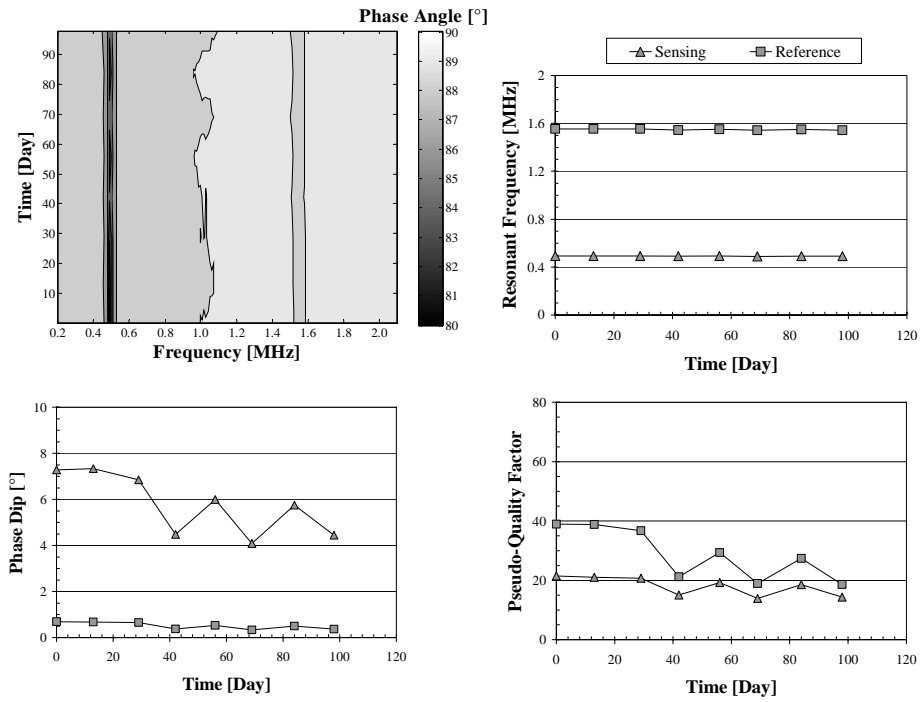 Phase Angle [°]
90
80
70
60
50
40
30
20
10
Time [Day]
0.2 0.4 0.6 0.8 1.0 1.2 1.4 1.6 1.8 2.0
Frequency [MHz]
90
89
88
87
86
85
84
83
82
81
80
Sensing Reference
2
1.6
1.2
0.8
0.4
0
Resonant Frequency [MHz]
0 20 40 60 80 100 120
Time [Day]
10
8
6
4
2
0
Phase Dip [°]
0 20 40 60 80 100 120
Time [Day]
80
60
40
20
0
Pseudo-Quality Factor
0 20 40 60 80 100 120
Time [Day]